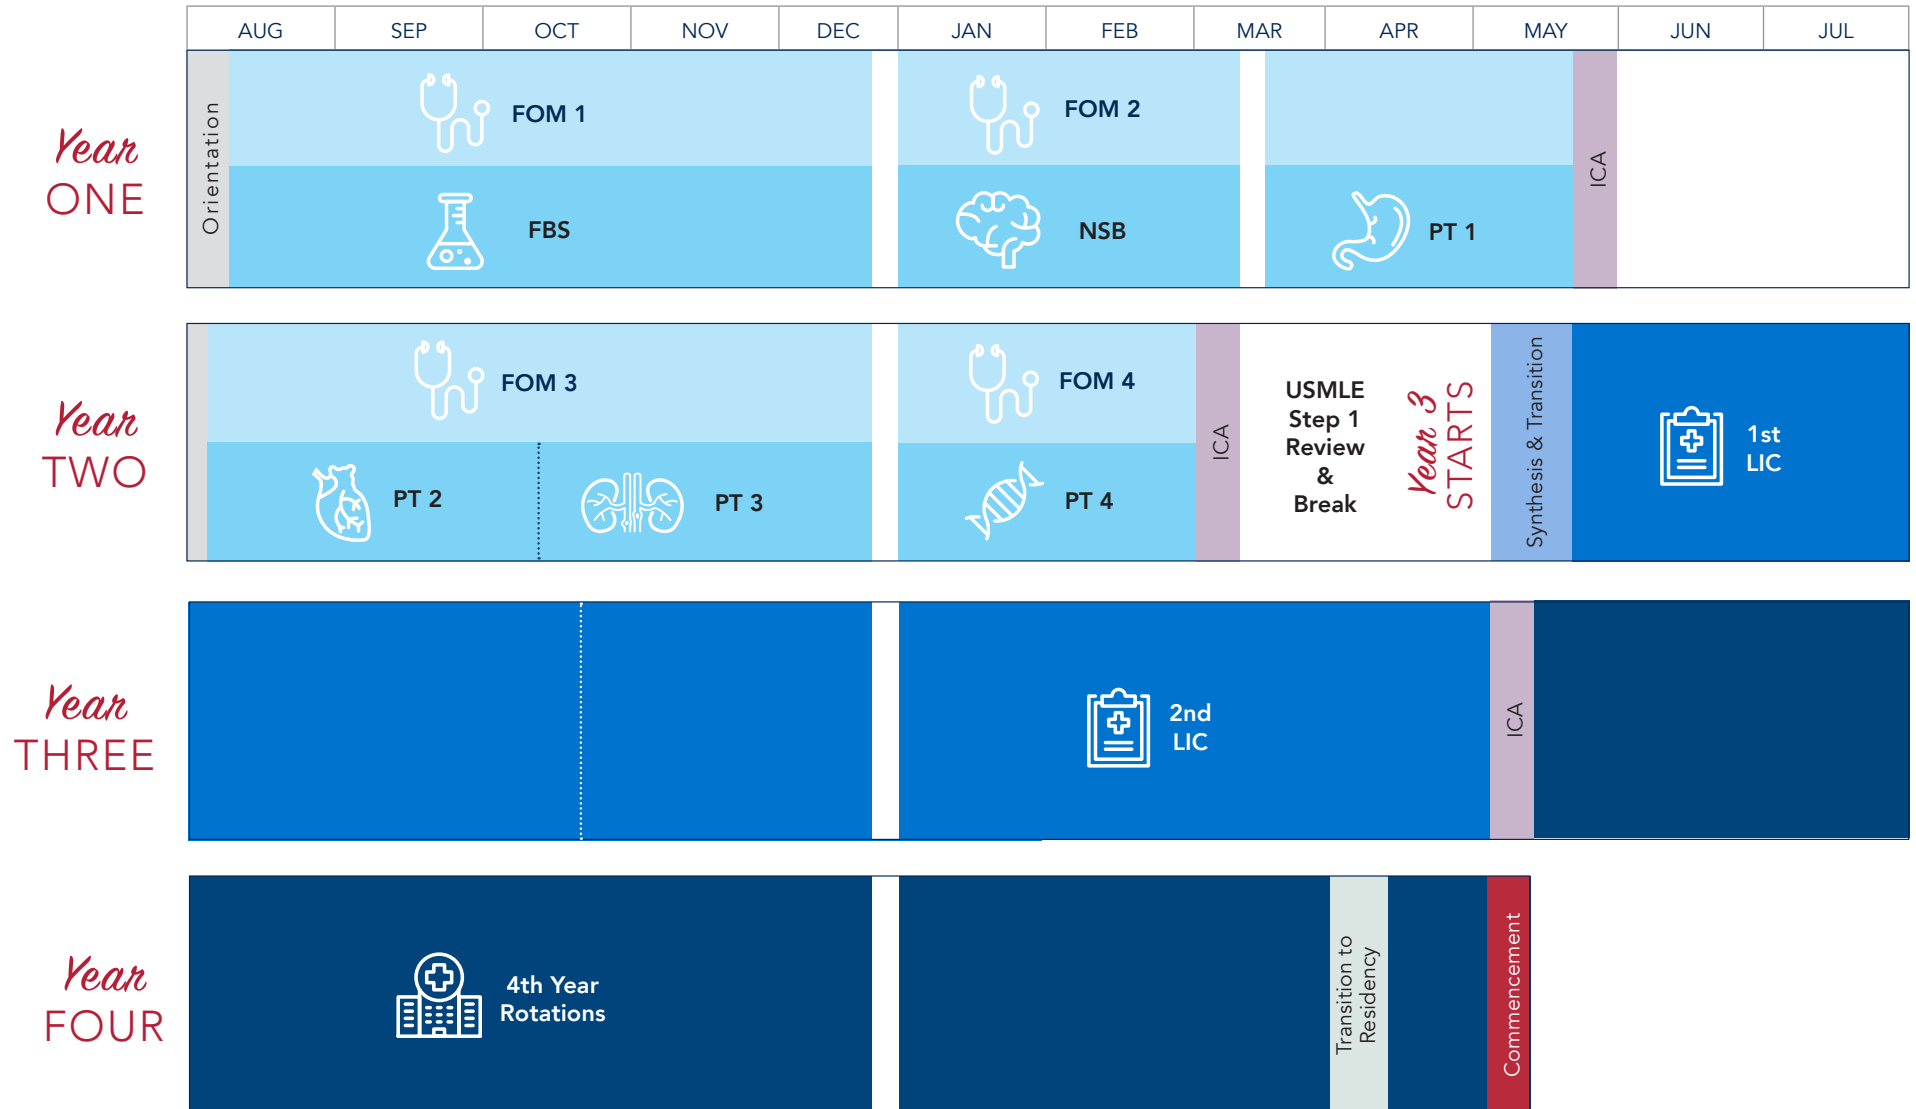 AUG SEP OCT NOV DEC JAN FEB MAR APR MAY JUN JUL
Year
ONE
Orientation
FOM 1
FOM 2
FBS
NSB
PT 1
ICA
Year
TWO
FOM 3
FOM 4
PT 2
PT 3
PT 4
ICA
USMLE
Step 1
Review
&
Break
Year 3
STARTS
Synthesis & Transition
1st
LIC
Year
THREE
2nd
LIC
ICA
Year
FOUR
4th Year
Rotations
Transition to
Residency
Commencement